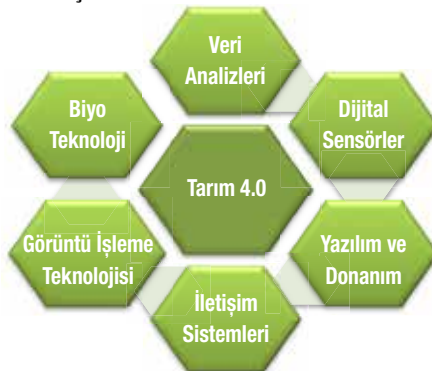 Veri
Analizleri
Biyo
Teknoloji
Dijital
Sensörler
Tarım 4.0
Görüntü İşleme
Teknolojisi
Yazılım ve
Donanım
İletişim
Sistemleri